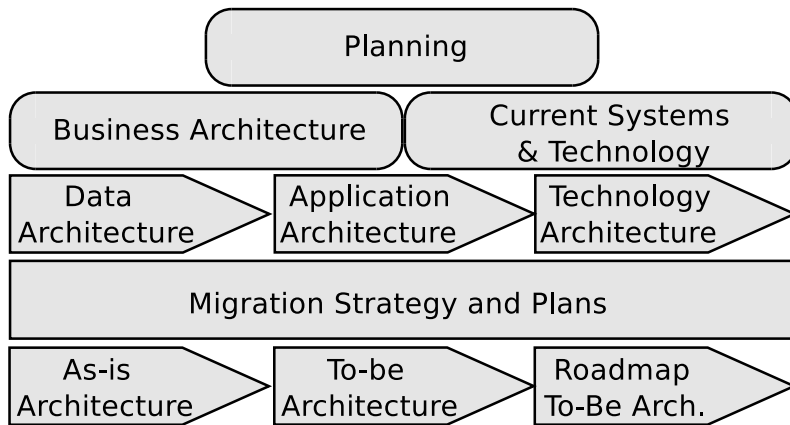 Planning
Business Architecture
Current Systems
& Technology
Data
Architecture
Application
Architecture
Technology
Architecture
Migration Strategy and Plans
As-is
Architecture
To-be
Architecture
Roadmap
To-Be Arch.